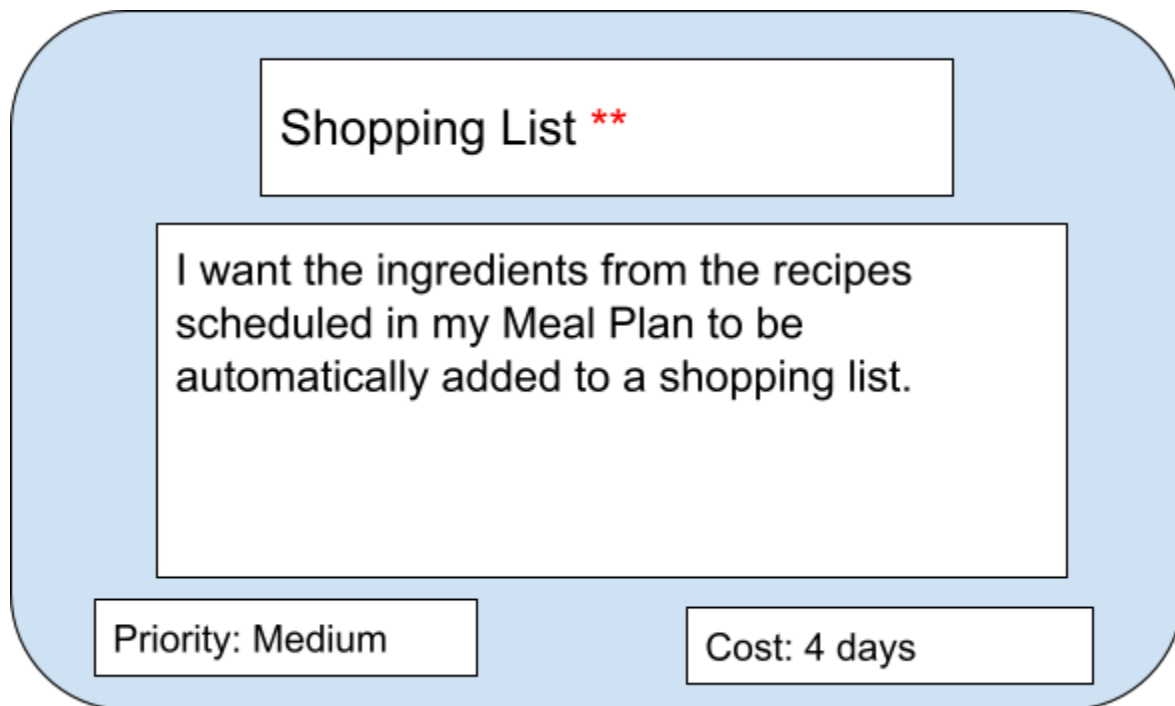 Shopping List **
I want the ingredients from the recipes
scheduled in my Meal Plan to be
automatically added to a shopping list.
Priority: Medium
Cost: 4 days